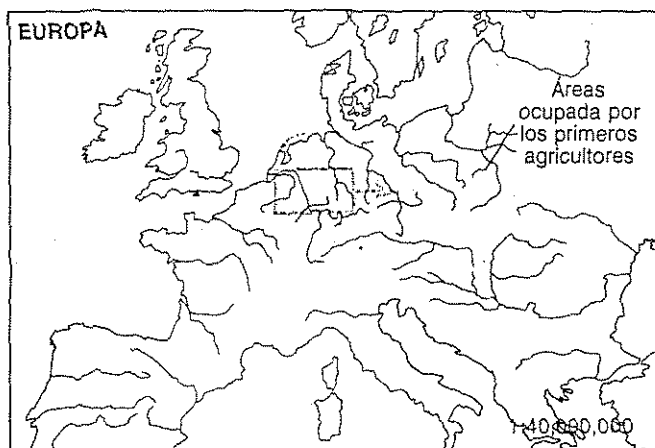 EUROPA
Áreas
ocupada por
los primeros
agricultores
1:40,000,000